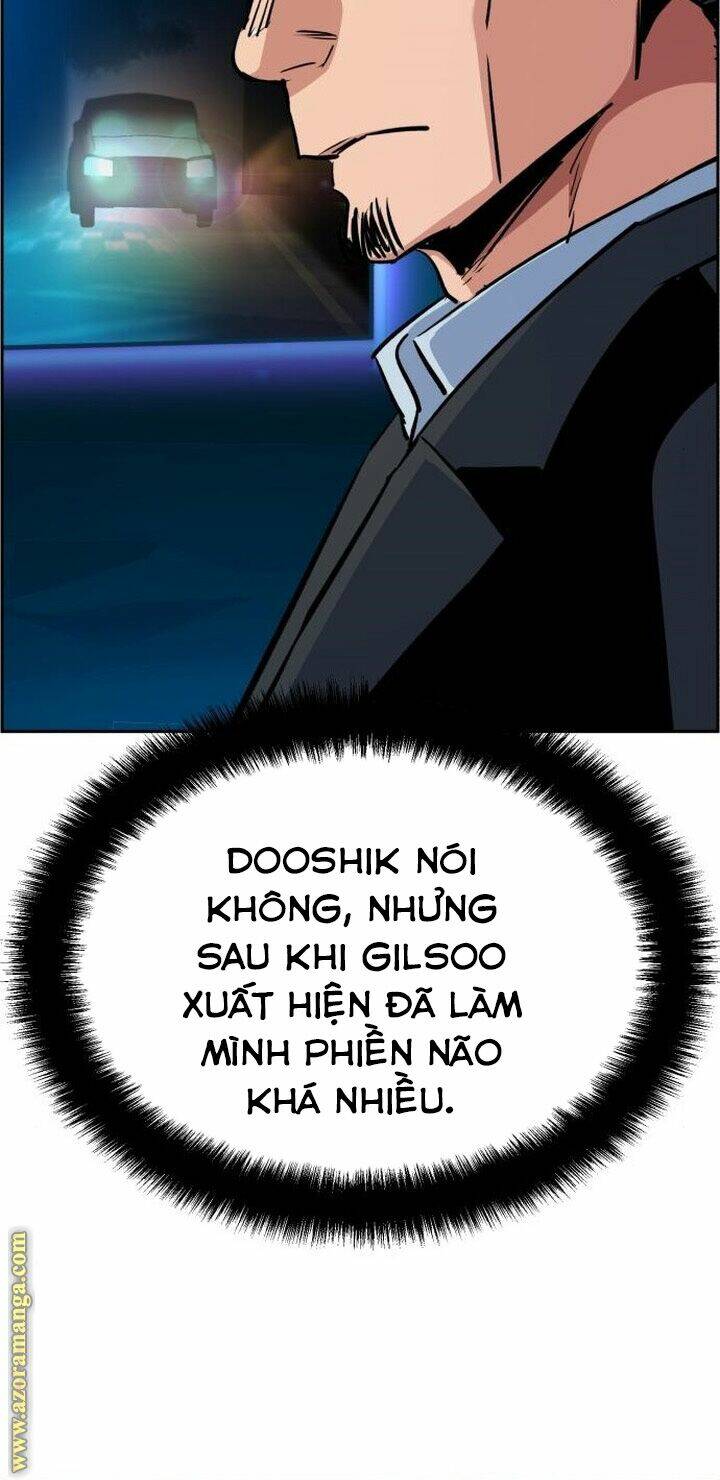 DOOSHIK NÓI
KHÔNG, NHƯNG
SAU KHI GILSOO
XUẤT HIỆN ĐÃ LÀM
MÌNH PHIỀN NÃO
KHÁ NHIỀU.
www.azoramanga.com